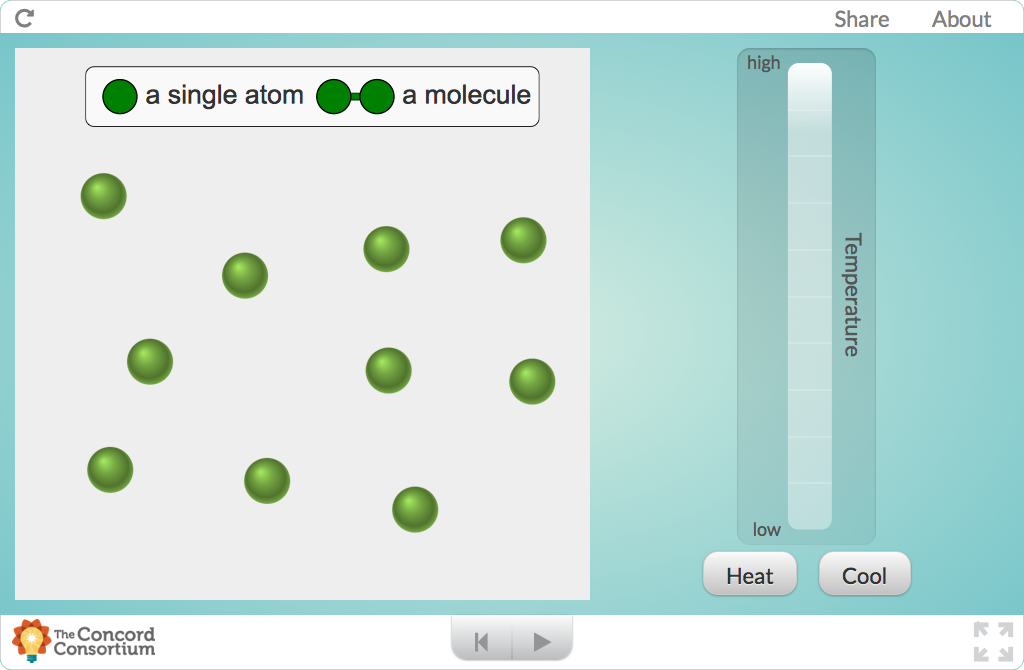 Share About
a single atom a molecule
high
Temperature
low
Heat Cool
The Concord
Consortium